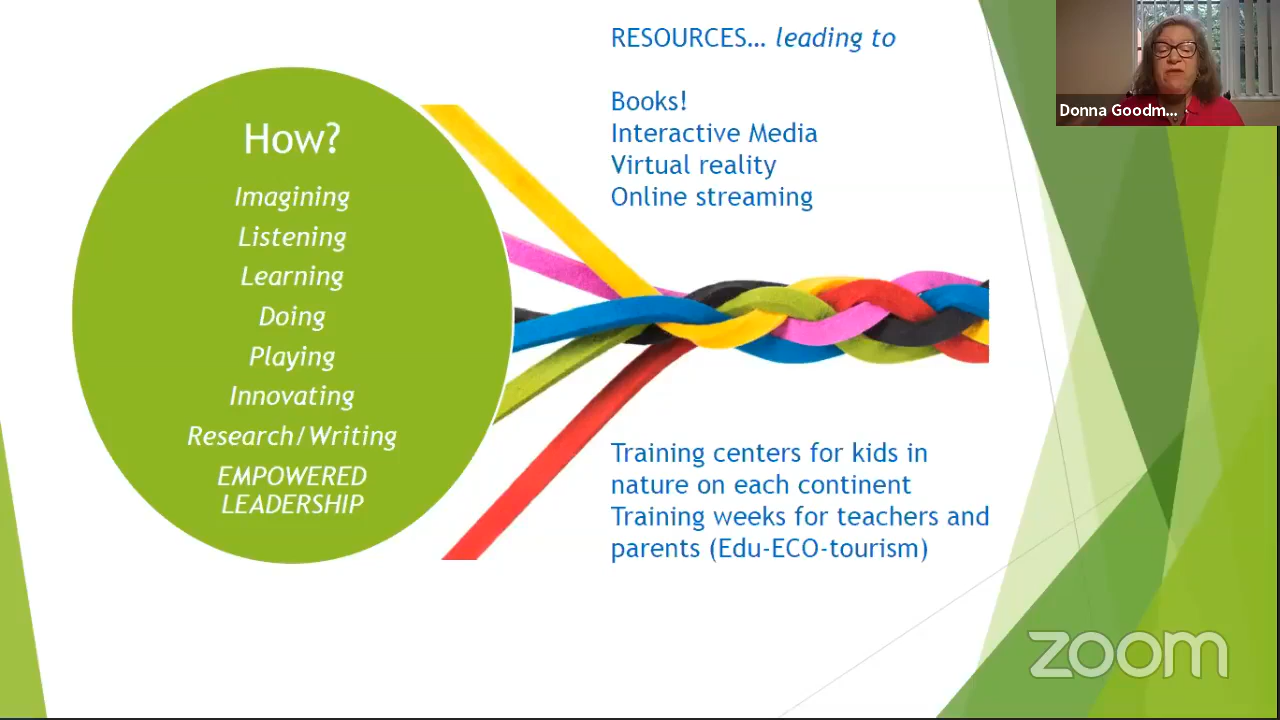 How?
Imagining
Listening
Learning
Doing
Playing
Innovating
Research/Writing
EMPOWERED
LEADERSHIP
RESOURCES... leading to
Books!
Interactive Media
Virtual reality
Online streaming
Training centers for kids in
nature on each continent
Training weeks for teachers and
parents (Edu-ECO-tourism)
Donna Goodm...
zoom